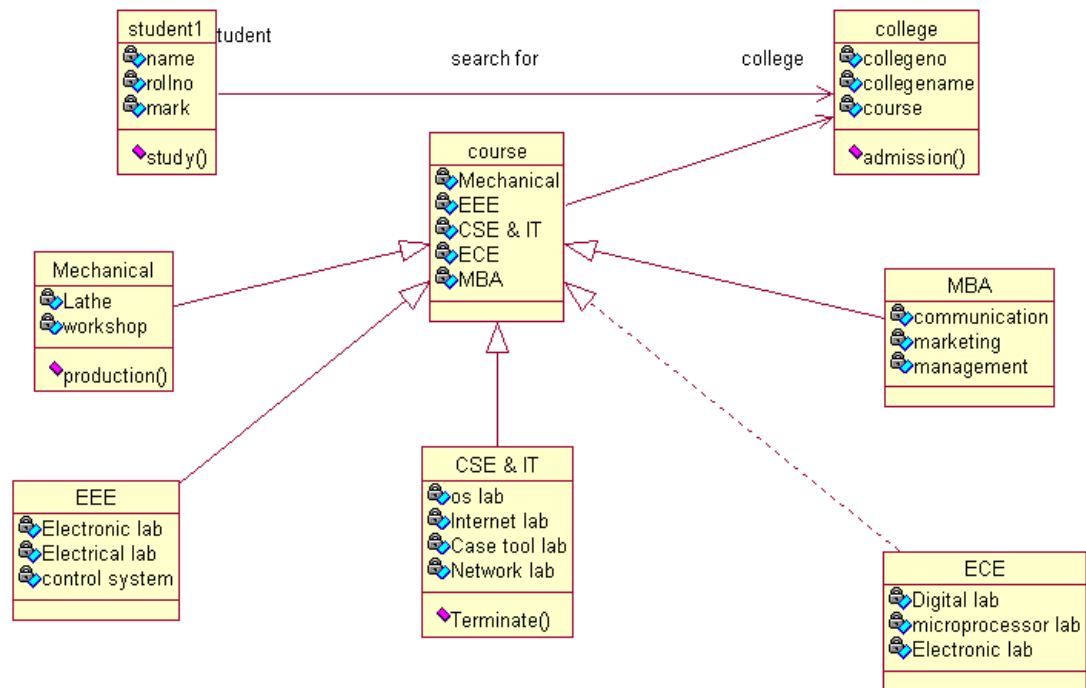 student1
tudent
name
rollno
mark
study()
search for
college
college
collegeno
collegename
course
admission()
course
Mechanical
EEE
CSE & IT
ECE
MBA
Mechanical
Lathe
workshop
production()
MBA
communication
marketing
management
EEE
Electronic lab
Electrical lab
control system
CSE & IT
os lab
Internet lab
Case tool lab
Network lab
Terminate()
ECE
Digital lab
microprocessor lab
Electronic lab